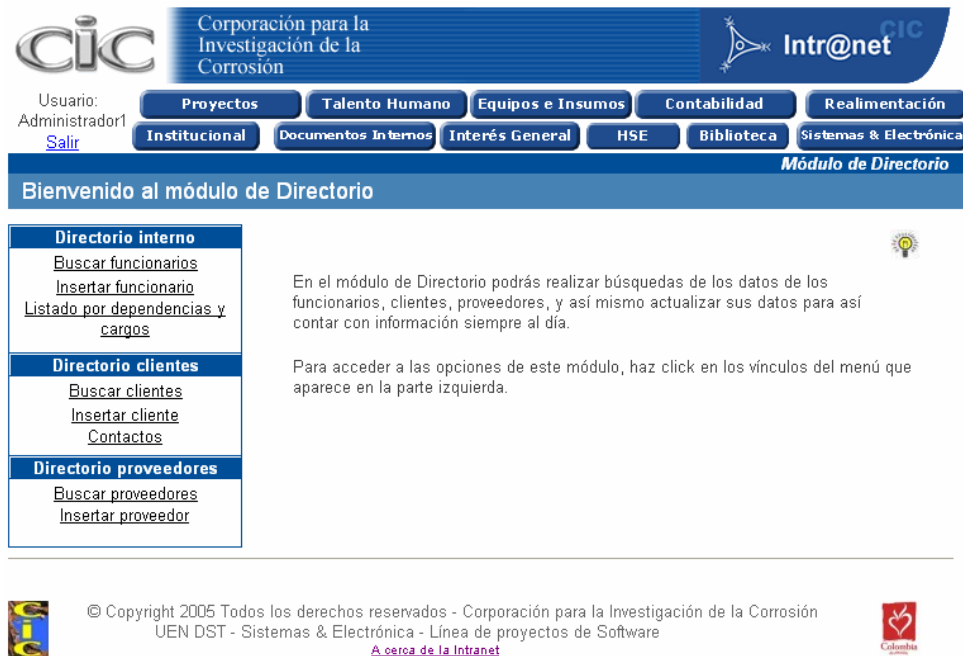 cic
Corporación para la
Investigación de la
Corrosión
CIC
Intr@net
Usuario:
Administrador1
Salir
Proyectos
Talento Humano
Equipos e Insumos
Contabilidad
Realimentación
Institucional
Documentos Internos
Interés General
HSE
Biblioteca
Sistemas & Electrónica
Módulo de Directorio
Bienvenido al módulo de Directorio
Directorio interno
Buscar funcionarios
Insertar funcionario
Listado por dependencias y
cargos
Directorio clientes
Buscar clientes
Insertar cliente
Contactos
Directorio proveedores
Buscar proveedores
Insertar proveedor
En el módulo de Directorio podrás realizar búsquedas de los datos de los
funcionarios, clientes, proveedores, y así mismo actualizar sus datos para así
contar con información siempre al día.
Para acceder a las opciones de este módulo, haz click en los vínculos del menú que
aparece en la parte izquierda.
CiC
© Copyright 2005 Todos los derechos reservados - Corporación para la Investigación de la Corrosión
UEN DST - Sistemas & Electrónica - Línea de proyectos de Software
A cerca de la Intranet
Colombia